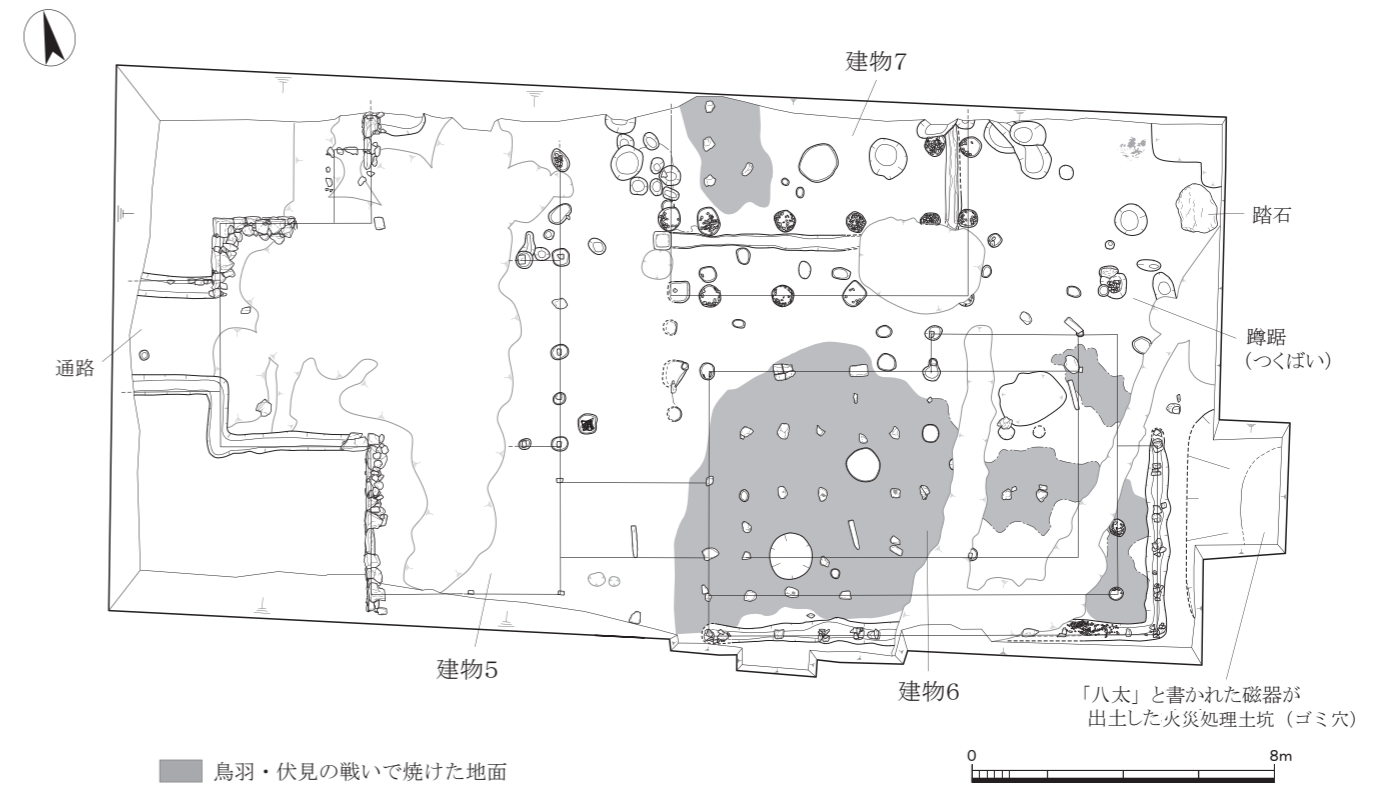 建物7
踏石
蹲踞
（つくばい）
通路
建物5
建物6
「八太」と書かれた磁器が
出土した火災処理土坑（ゴミ穴）
鳥羽・伏見の戦いで焼けた地面
0 8m